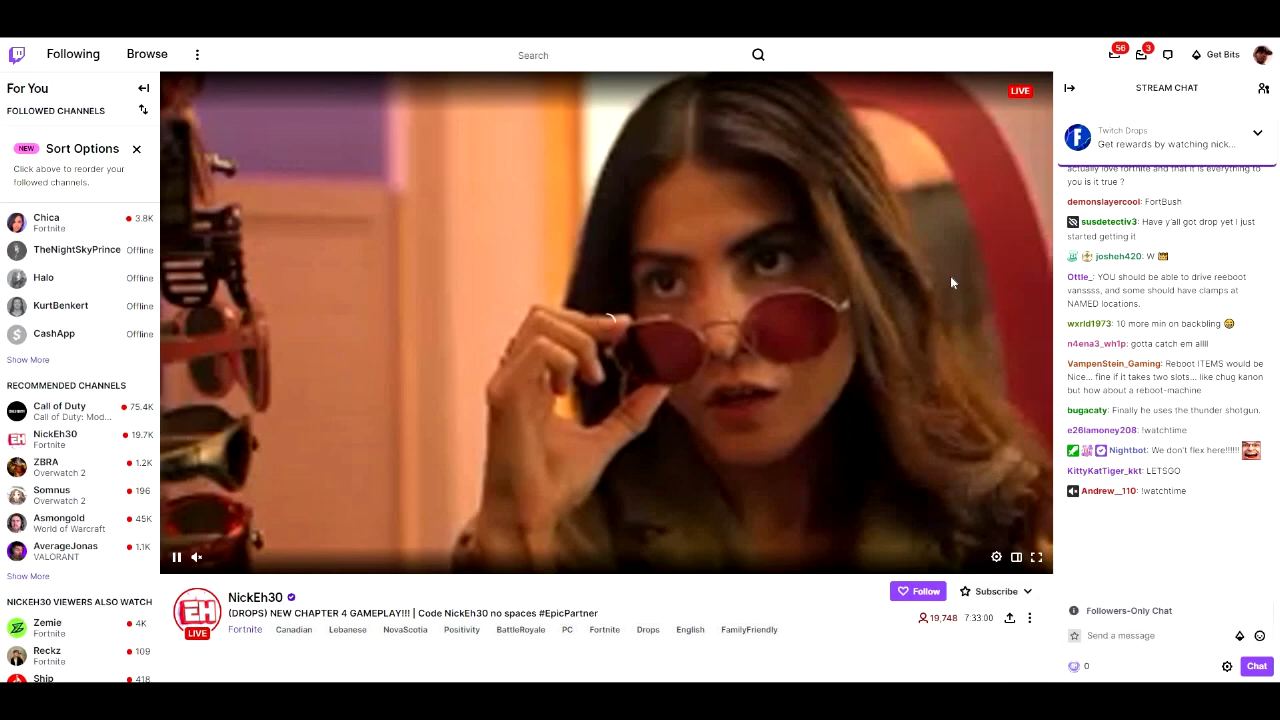 Following
Browse
Search
56
3
Get Bits
For You
FOLLOWED CHANNELS
NEW Sort Options
Click above to reorder your
followed channels.
Chica 3.8K
Fortnite
TheNightSkyPrince Offline
Halo Offline
KurtBenkert Offline
CashApp Offline
Show More
RECOMMENDED CHANNELS
Call of Duty 75.4K
Call of Duty: Mod...
NickEh30 19.7K
Fortnite
ZBRA 1.2K
Overwatch 2
Somnus 196
Overwatch 2
Asmongold 45K
World of Warcraft
AverageJonas 1.1K
VALORANT
Show More
NICKEH30 VIEWERS ALSO WATCH
Zemie 4K
Fortnite
Reckz 109
Fortnite
Ship 418
LIVE
EH
LIVE
NickEh30
(DROPS) NEW CHAPTER 4 GAMEPLAY!!! | Code NickEh30 no spaces #EpicPartner
Fortnite Canadian Lebanese NovaScotia Positivity BattleRoyale PC Fortnite Drops English FamilyFriendly
Follow
Subscribe
19,748 7:33:00
STREAM CHAT
F
Twitch Drops
Get rewards by watching nick...
actually love fortnite and that it is everything to
you is it true ?
demonslayercool: FortBush
susdetectiv3: Have y'all got drop yet I just
started getting it
josheh420: W
Ottle_: YOU should be able to drive reeboot
vanssss, and some should have clamps at
NAMED locations.
wxrld1973: 10 more min on backbling
n4ena3_wh1p: gotta catch em allll
VampenStein_Gaming: Reboot ITEMS would be
Nice... fine if it takes two slots... like chug kanon
but how about a reboot-machine
bugacaty: Finally he uses the thunder shotgun.
e26lamoney208: !watchtime
Nightbot: We don't flex here!!!!!!
KittyKatTiger_kkt: LETSGO
Andrew__110: !watchtime
Followers-Only Chat
Send a message
0
Chat